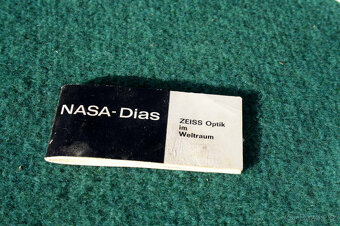 NASA-Dias
ZEISS Optik
im
Weltraum